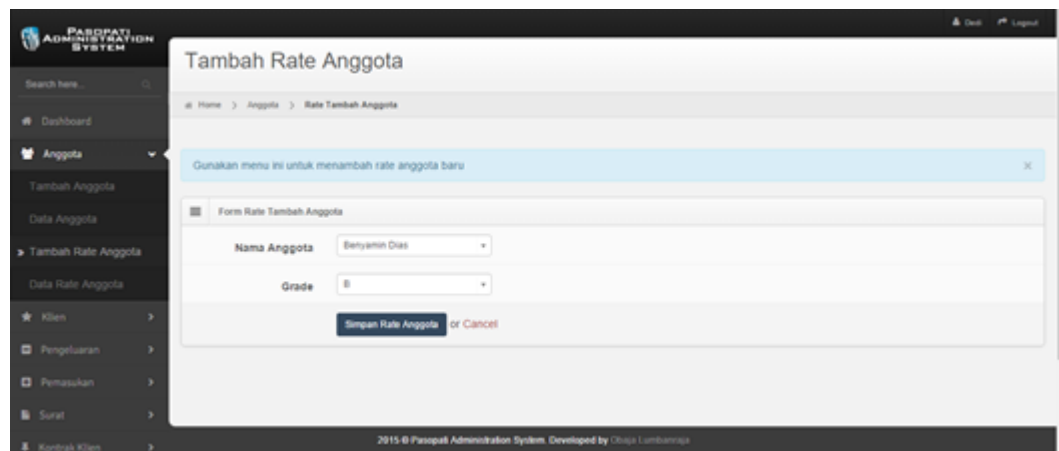 PASOPATI
ADMINISTRATION
SYSTEM
Dedi Logout
Search here...
Tambah Rate Anggota
Home > Anggota > Rate Tambah Anggota
Dashboard
Anggota
Gunakan menu ini untuk menambah rate anggota baru ×
Tambah Anggota
Data Anggota
Form Rate Tambah Anggota
Tambah Rate Anggota
Nama Anggota Benyamin Dias
Data Rate Anggota
Grade B
Klien
Simpan Rate Anggota or Cancel
Pengeluaran
Pemasukan
Surat
Kontrak Klien
2015 © Pasopati Administration System. Developed by Obaja Lumbanraja